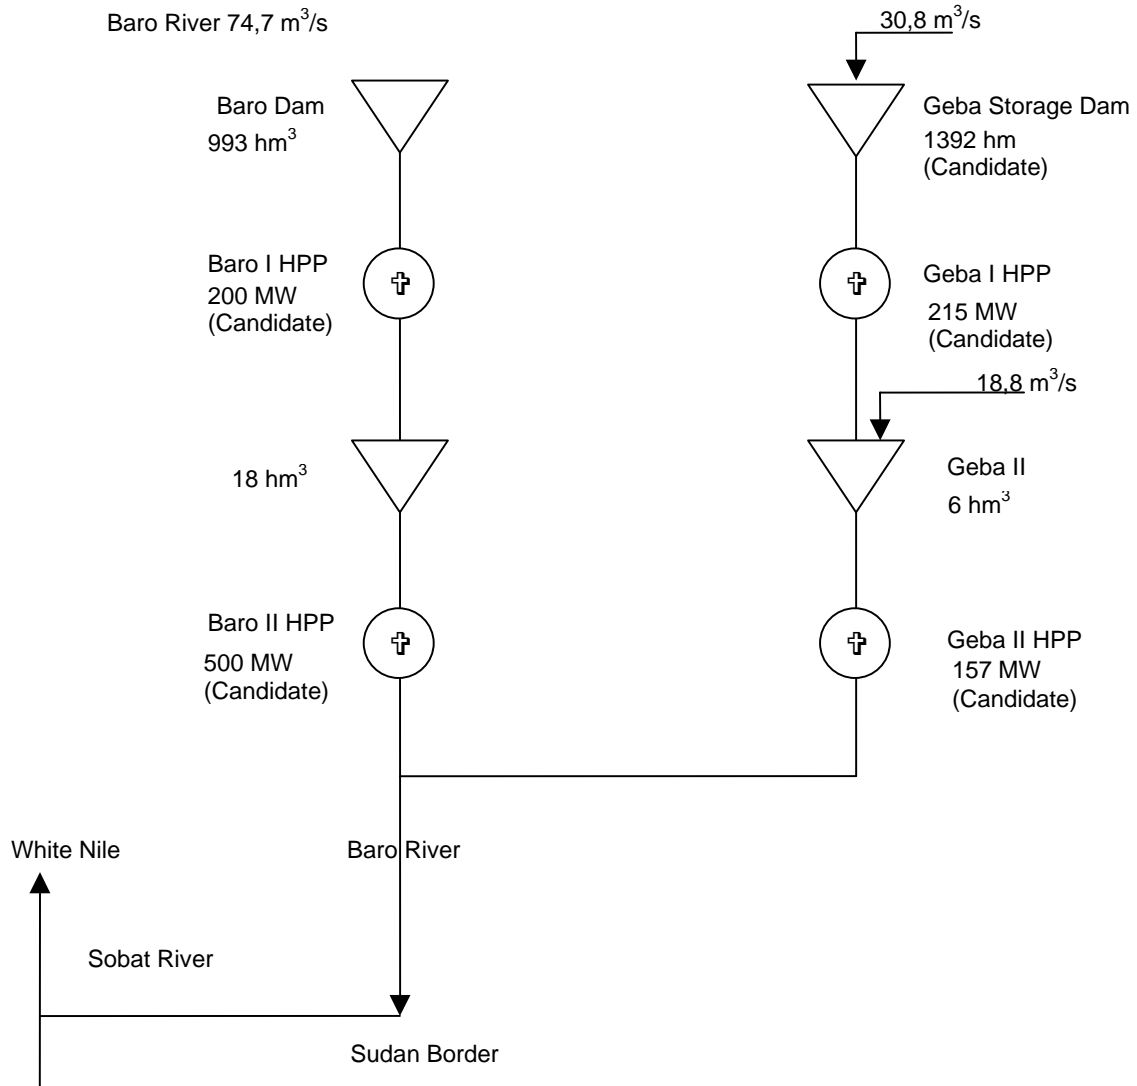 Baro River 74,7 m³/s
30,8 m³/s
Baro Dam
993 hm³
Geba Storage Dam
1392 hm
(Candidate)
Baro I HPP
200 MW
(Candidate)
Geba I HPP
215 MW
(Candidate)
18,8 m³/s
18 hm³
Geba II
6 hm³
Baro II HPP
500 MW
(Candidate)
Geba II HPP
157 MW
(Candidate)
White Nile
Baro River
Sobat River
Sudan Border